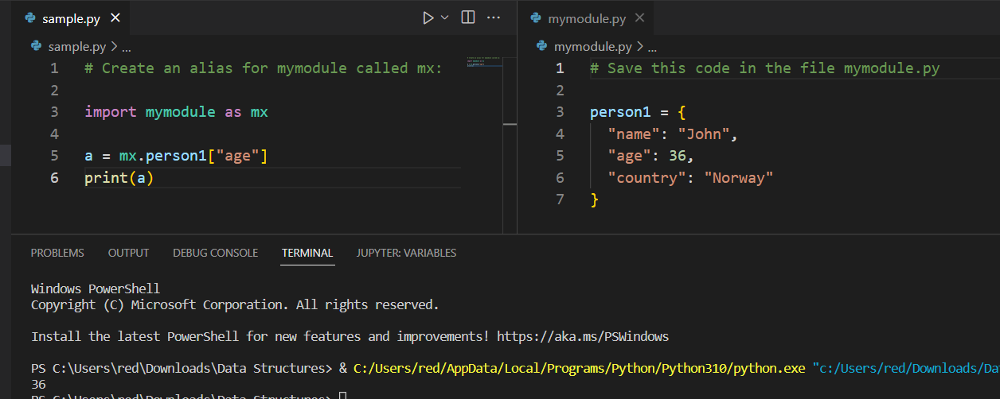 sample.py
sample.py > ...
1 # Create an alias for mymodule called mx:
2
3 import mymodule as mx
4
5 a = mx.person1["age"]
6 print(a)
mymodule.py
mymodule.py > ...
1 # Save this code in the file mymodule.py
2
3 person1 = {
4 "name": "John",
5 "age": 36,
6 "country": "Norway"
7 }
PROBLEMS OUTPUT DEBUG CONSOLE TERMINAL JUPYTER: VARIABLES
Windows PowerShell
Copyright (C) Microsoft Corporation. All rights reserved.
Install the latest PowerShell for new features and improvements! https://aka.ms/PSWindows
PS C:\Users\red\Downloads\Data Structures> & C:/Users/red/AppData/Local/Programs/Python/Python310/python.exe "c:/Users/red/Downloads/Da
36
PS C:\Users\red\Downloads\Data Structures>